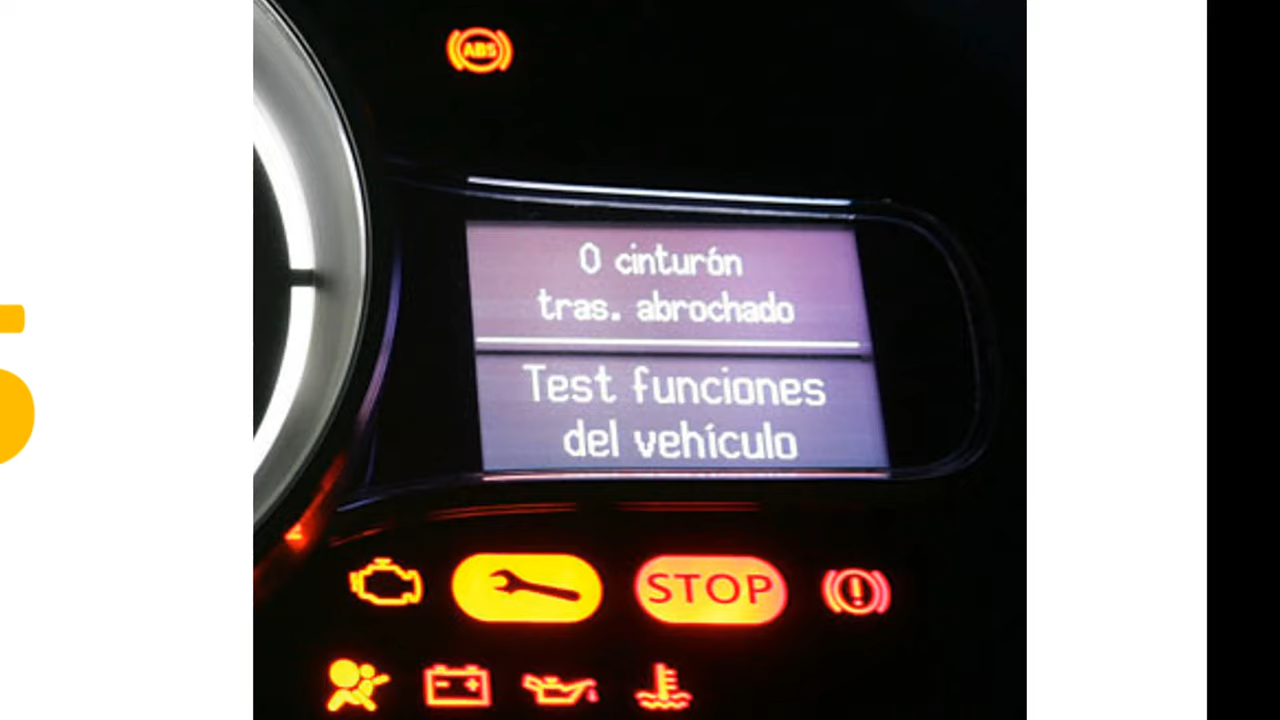 ABS
0 cinturón
tras. abrochado
Test funciones
del vehículo
STOP